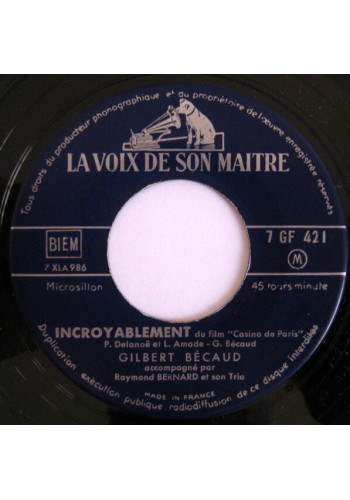 Tous droits du producteur phonographique et du propriétaire de l'œuvre enregistrée réservés
LA VOIX DE SON MAITRE
BIEM
7 GF 421
7 XLA 986
M
Microsillon
45 tours minute
INCROYABLEMENT du film "Casino de Paris"
P. Delanoë et L. Amade - G. Bécaud
GILBERT BÉCAUD
accompagné par
Raymond BERNARD et son Trio
MADE IN FRANCE
Duplication exécution publique radiodiffusion de ce disque interdites